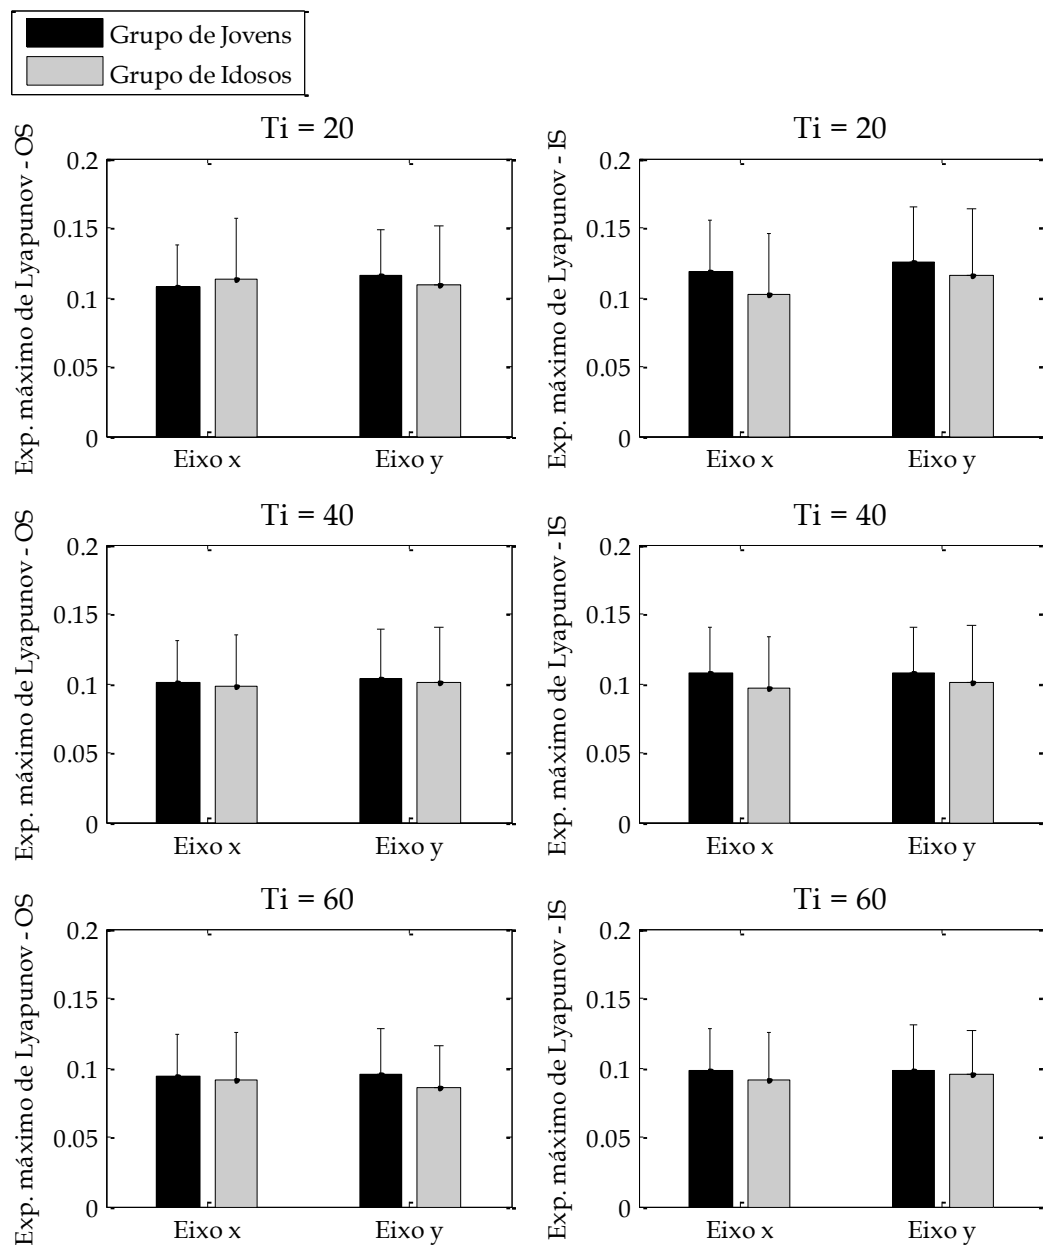 Grupo de Jovens
Grupo de Idosos
Ti = 20
Exp. máximo de Lyapunov - OS
0.2
0.15
0.1
0.05
0
Eixo x
Eixo y
Ti = 20
Exp. máximo de Lyapunov - IS
0.2
0.15
0.1
0.05
0
Eixo x
Eixo y
Ti = 40
Exp. máximo de Lyapunov - OS
0.2
0.15
0.1
0.05
0
Eixo x
Eixo y
Ti = 40
Exp. máximo de Lyapunov - IS
0.2
0.15
0.1
0.05
0
Eixo x
Eixo y
Ti = 60
Exp. máximo de Lyapunov - OS
0.2
0.15
0.1
0.05
0
Eixo x
Eixo y
Ti = 60
Exp. máximo de Lyapunov - IS
0.2
0.15
0.1
0.05
0
Eixo x
Eixo y